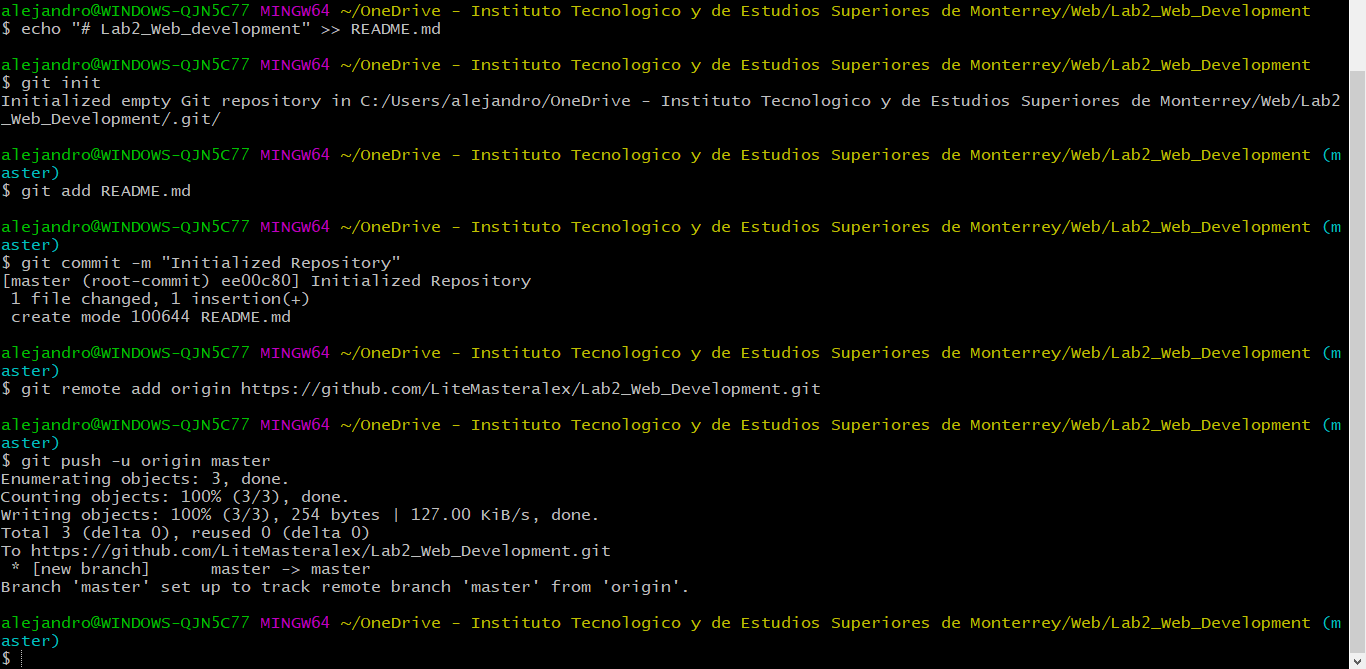 alejandro@WINDOWS-QJN5C77 MINGW64 ~/OneDrive - Instituto Tecnologico y de Estudios Superiores de Monterrey/Web/Lab2_Web_Development
$ echo "# Lab2_Web_development" >> README.md
alejandro@WINDOWS-QJN5C77 MINGW64 ~/OneDrive - Instituto Tecnologico y de Estudios Superiores de Monterrey/Web/Lab2_Web_Development
$ git init
Initialized empty Git repository in C:/Users/alejandro/OneDrive - Instituto Tecnologico y de Estudios Superiores de Monterrey/Web/Lab2
_Web_Development/.git/
alejandro@WINDOWS-QJN5C77 MINGW64 ~/OneDrive - Instituto Tecnologico y de Estudios Superiores de Monterrey/Web/Lab2_Web_Development (m
aster)
$ git add README.md
alejandro@WINDOWS-QJN5C77 MINGW64 ~/OneDrive - Instituto Tecnologico y de Estudios Superiores de Monterrey/Web/Lab2_Web_Development (m
aster)
$ git commit -m "Initialized Repository"
[master (root-commit) ee00c80] Initialized Repository
 1 file changed, 1 insertion(+)
 create mode 100644 README.md
alejandro@WINDOWS-QJN5C77 MINGW64 ~/OneDrive - Instituto Tecnologico y de Estudios Superiores de Monterrey/Web/Lab2_Web_Development (m
aster)
$ git remote add origin https://github.com/LiteMasteralex/Lab2_Web_Development.git
alejandro@WINDOWS-QJN5C77 MINGW64 ~/OneDrive - Instituto Tecnologico y de Estudios Superiores de Monterrey/Web/Lab2_Web_Development (m
aster)
$ git push -u origin master
Enumerating objects: 3, done.
Counting objects: 100% (3/3), done.
Writing objects: 100% (3/3), 254 bytes | 127.00 KiB/s, done.
Total 3 (delta 0), reused 0 (delta 0)
To https://github.com/LiteMasteralex/Lab2_Web_Development.git
 * [new branch]      master -> master
Branch 'master' set up to track remote branch 'master' from 'origin'.
alejandro@WINDOWS-QJN5C77 MINGW64 ~/OneDrive - Instituto Tecnologico y de Estudios Superiores de Monterrey/Web/Lab2_Web_Development (m
aster)
$